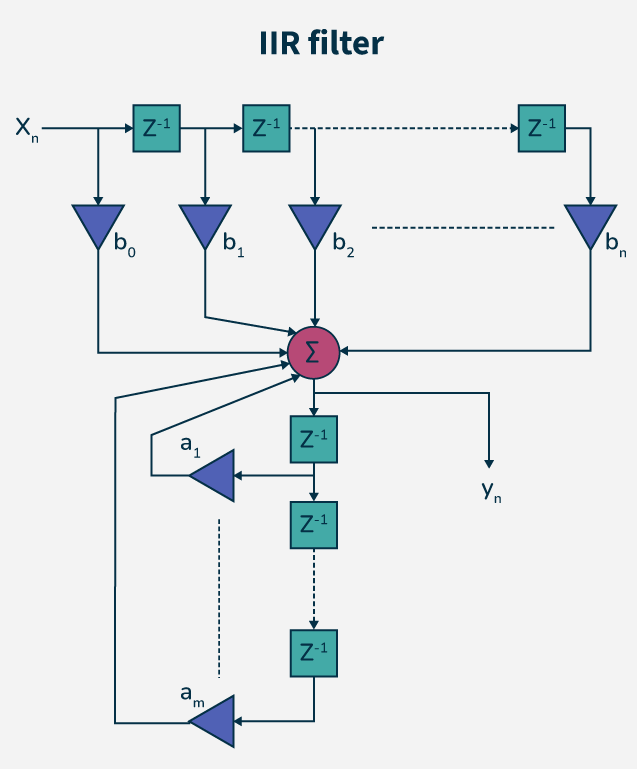 IIR filter
Xn
Z-1
Z-1
Z-1
b0
b1
b2
bn
Σ
Z-1
a1
yn
Z-1
Z-1
am